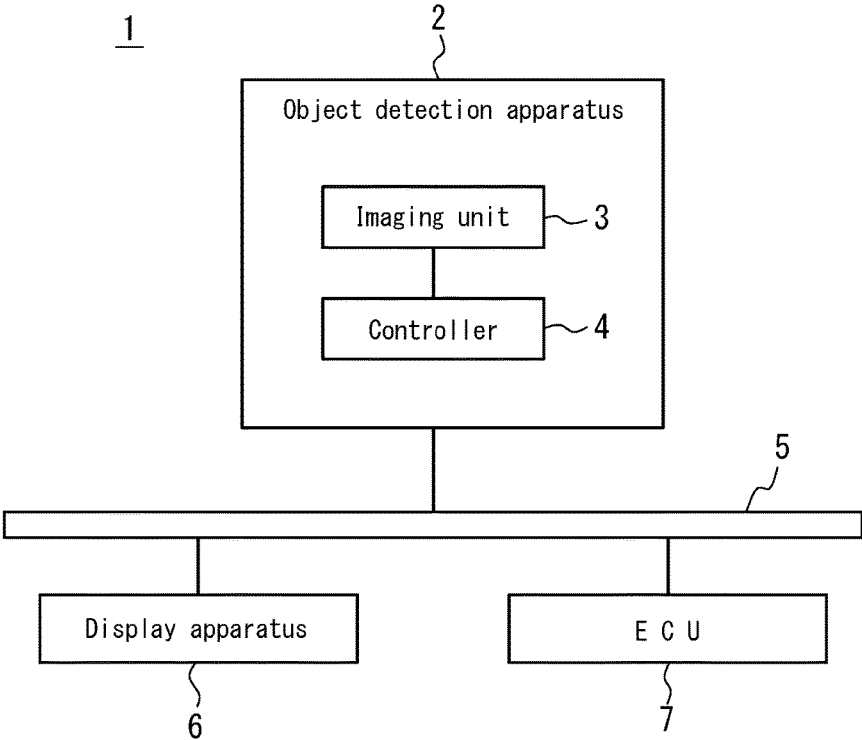 1
2
Object detection apparatus
Imaging unit
3
Controller
4
5
Display apparatus
E C U
6
7